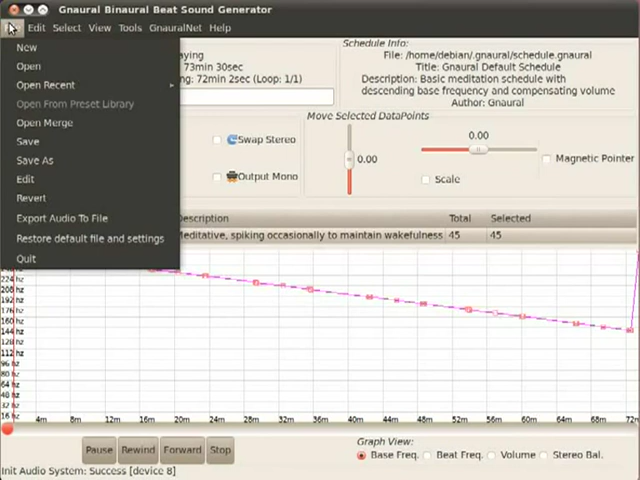 Gnaural Binaural Beat Sound Generator
Edit Select View Tools GnauralNet Help
New
Open
Open Recent
Open From Preset Library
Open Merge
Save
Save As
Edit
Revert
Export Audio To File
Restore default file and settings
Quit
aying
73min 30sec
ng: 72min 2sec (Loop: 1/1)
Schedule Info:
File: /home/debian/.gnaural/schedule.gnaural
Title: Gnaural Default Schedule
Description: Basic meditation schedule with
descending base frequency and compensating volume
Author: Gnaural
Swap Stereo
Output Mono
Move Selected DataPoints
0.00
0.00
Scale
Magnetic Pointer
Description Total Selected
Meditative, spiking occasionally to maintain wakefulness 45 45
224 hz
208 hz
192 hz
176 hz
160 hz
144 hz
128 hz
112 hz
96 hz
80 hz
64 hz
48 hz
32 hz
16 hz
4m 8m 12m 16m 20m 24m 28m 32m 36m 40m 44m 48m 52m 56m 60m 64m 68m 72m
Pause Rewind Forward Stop
Graph View:
Base Freq. Beat Freq. Volume Stereo Bal.
Init Audio System: Success [device 8]